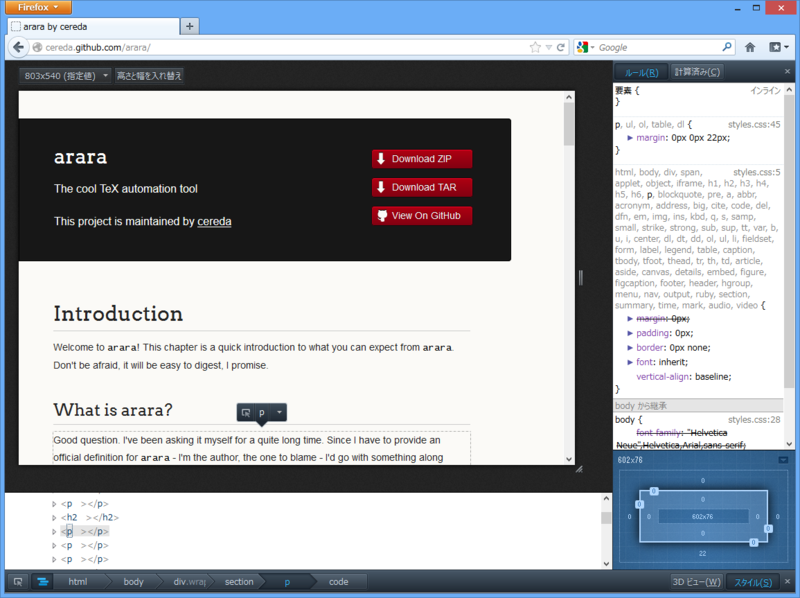 Firefox
arara by cereda
cereda.github.com/arara/
Google
803x540 (指定値)
高さと幅を入れ替え
arara
The cool TeX automation tool
This project is maintained by cereda
Download ZIP
Download TAR
View On GitHub
Introduction
Welcome to arara! This chapter is a quick introduction to what you can expect from arara.
Don't be afraid, it will be easy to digest, I promise.
What is arara?
p
Good question. I've been asking it myself for a quite long time. Since I have to provide an
official definition for arara - I'm the author, the one to blame - I'd go with something along
<p ></p>
<h2 ></h2>
<p ></p>
<p ></p>
<p ></p>
html
body
div.wrap
section
p
code
3D ビュー(W)
スタイル(S)
ルール(R)
計算済み(C)
要素 {
インライン
}
p, ul, ol, table, dl {
styles.css:45
margin: 0px 0px 22px;
}
html, body, div, span,
styles.css:5
applet, object, iframe, h1, h2, h3, h4,
h5, h6, p, blockquote, pre, a, abbr,
acronym, address, big, cite, code, del,
dfn, em, img, ins, kbd, q, s, samp,
small, strike, strong, sub, sup, tt, var, b,
u, i, center, dl, dt, dd, ol, ul, li, fieldset,
form, label, legend, table, caption,
tbody, tfoot, thead, tr, th, td, article,
aside, canvas, details, embed, figure,
figcaption, footer, header, hgroup,
menu, nav, output, ruby, section,
summary, time, mark, audio, video {
margin: 0px;
padding: 0px;
border: 0px none;
font: inherit;
vertical-align: baseline;
}
body から継承
body {
styles.css:28
font-family: "Helvetica
Neue",Helvetica,Arial,sans-serif;
602x76
0
0
0
0
0
0
602x76
0
0
0
0
0
22